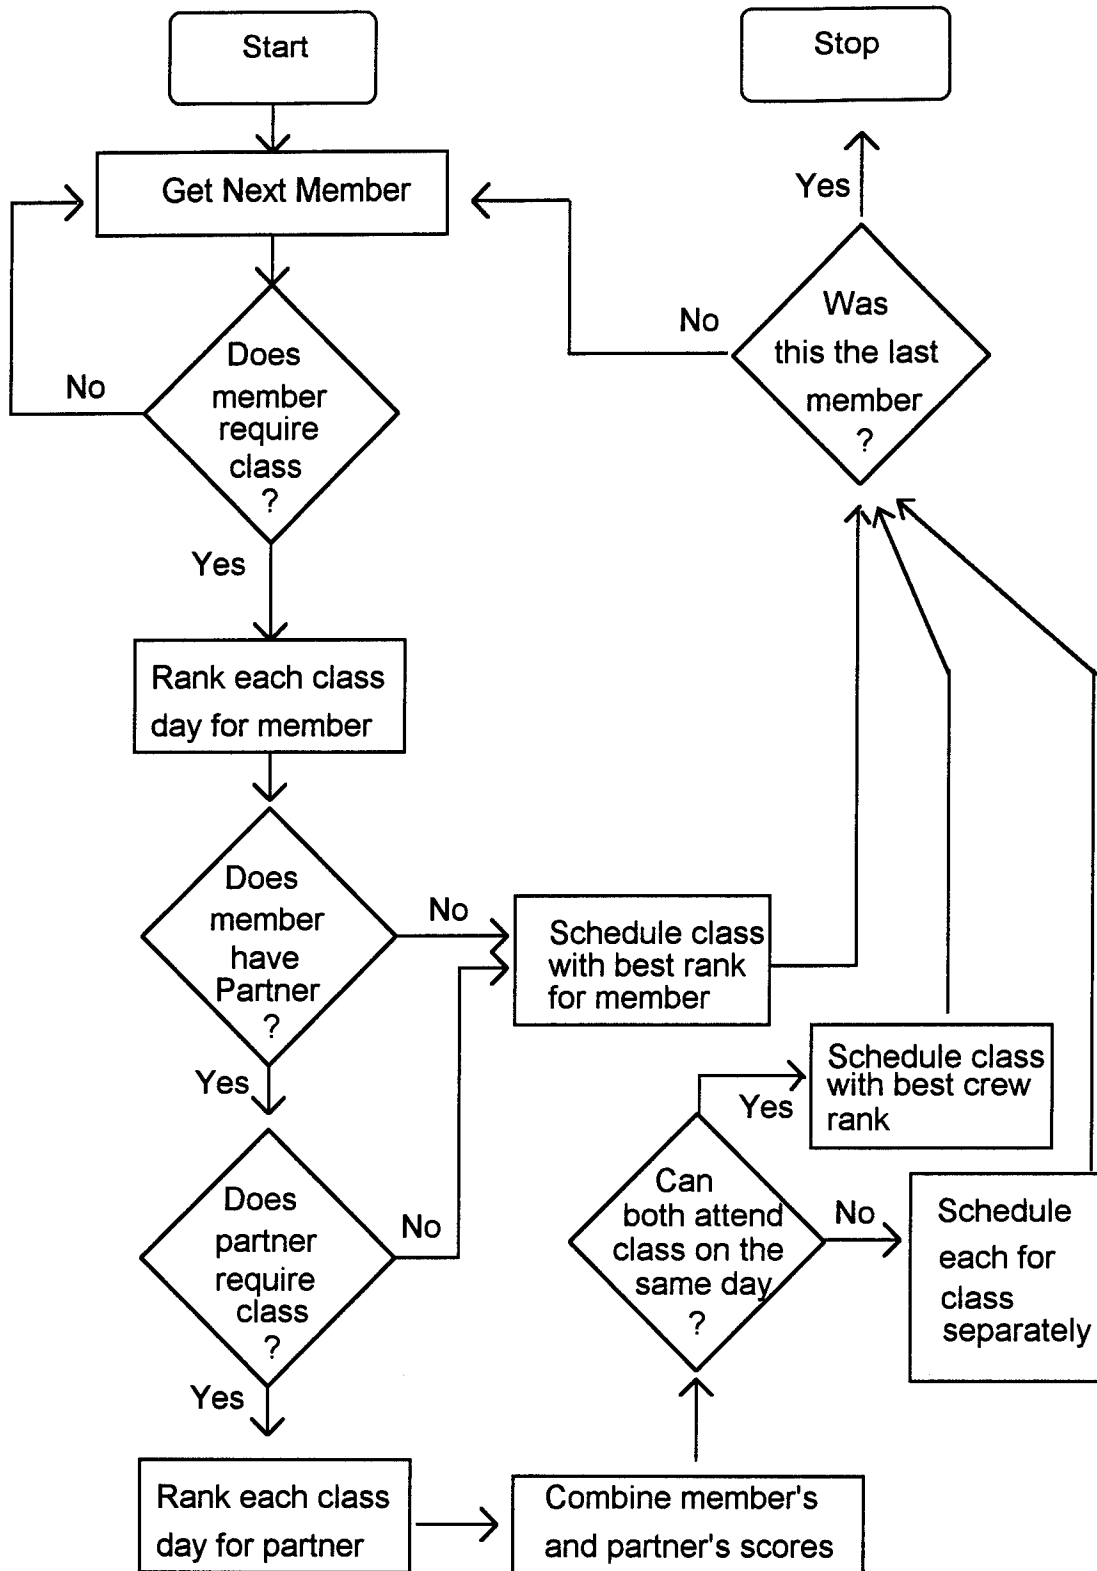 Start
Get Next Member
Does
member
require
class
?
No
Yes
Rank each class
day for member
Does
member
have
Partner
?
No
Yes
Schedule class
with best rank
for member
Does
partner
require
class
?
No
Yes
Rank each class
day for partner
Combine member's
and partner's scores
Can
both attend
class on the
same day
?
Yes
No
Schedule class
with best crew
rank
Schedule
each for
class
separately
Was
this the last
member
?
No
Yes
Stop